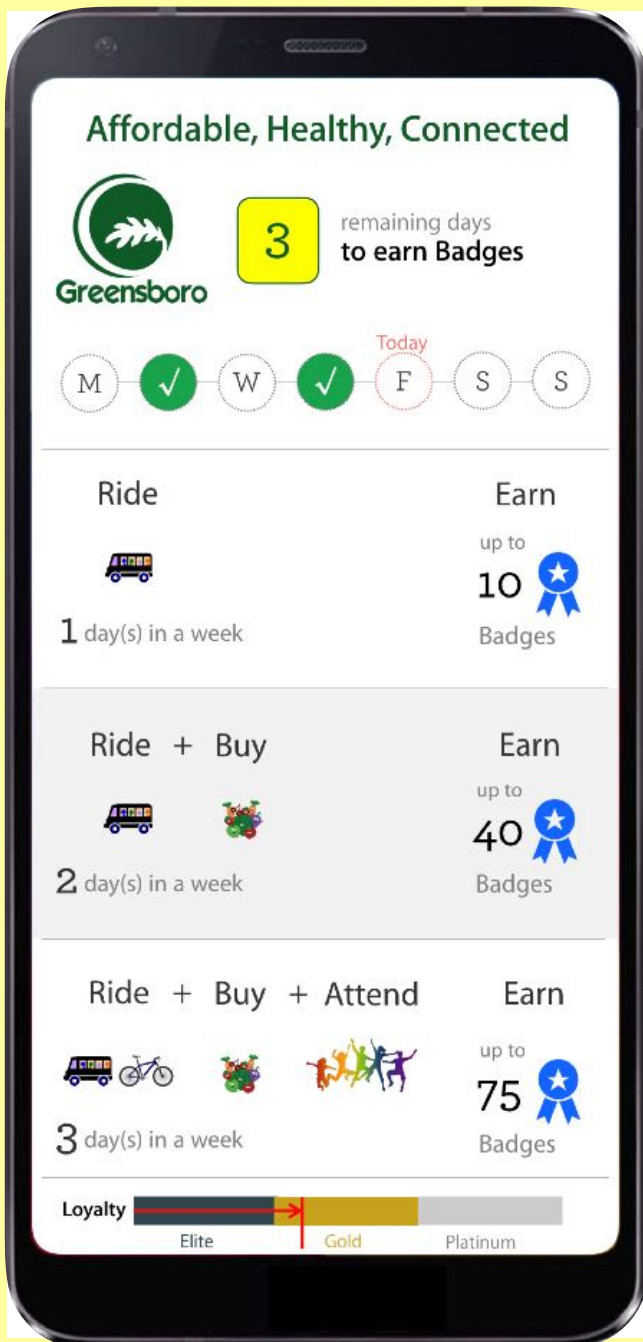 Affordable, Healthy, Connected
Greensboro
3
remaining days
to earn Badges
Today
M √ W √ F S S
Ride Earn
up to
10
1 day(s) in a week Badges
Ride + Buy Earn
up to
40
2 day(s) in a week Badges
Ride + Buy + Attend Earn
up to
75
3 day(s) in a week Badges
Loyalty
Elite Gold Platinum